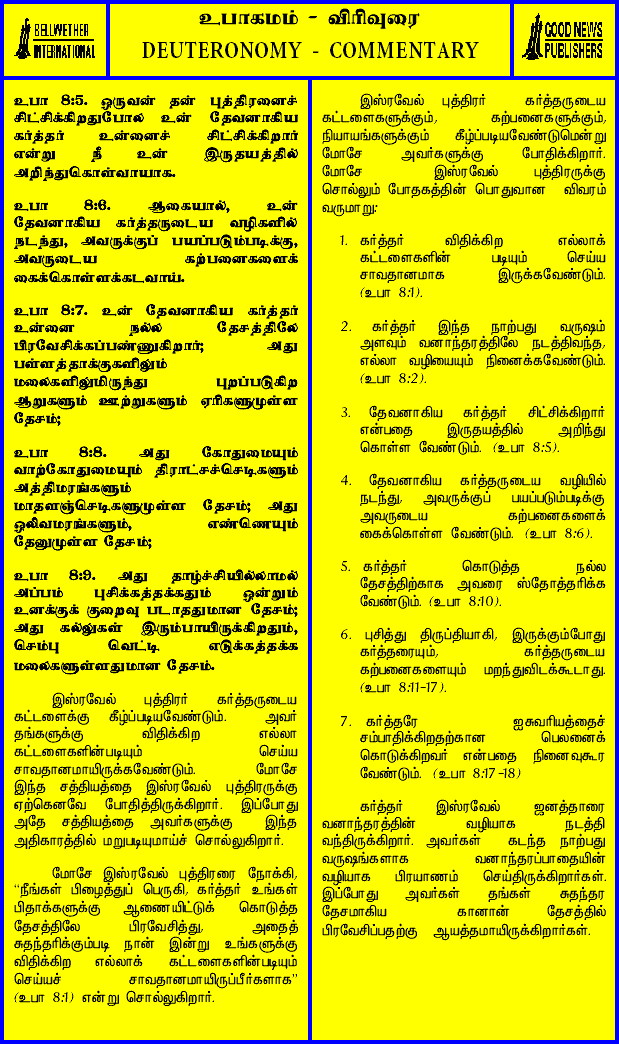 BELLWETHER
INTERNATIONAL
உபாகமம் - விரிவுரை
DEUTERONOMY - COMMENTARY
GOOD NEWS
PUBLISHERS
உபா 8:5. ஒருவன் தன் புத்திரனைச்
சிட்சிக்கிறதுபோல உன் தேவனாகிய
கர்த்தர் உன்னைச் சிட்சிக்கிறார்
என்று நீ உன் இருதயத்தில்
அறிந்துகொள்வாயாக.
உபா 8:6. ஆகையால், உன்
தேவனாகிய கர்த்தருடைய வழிகளில்
நடந்து, அவருக்குப் பயப்படும்படிக்கு,
அவருடைய கற்பனைகளைக்
கைக்கொள்ளக்கடவாய்.
உபா 8:7. உன் தேவனாகிய கர்த்தர்
உன்னை நல்ல தேசத்திலே
பிரவேசிக்கப்பண்ணுகிறார்; அது
பள்ளத்தாக்குகளிலும்
மலைகளிலுமிருந்து புறப்படுகிற
ஆறுகளும் ஊற்றுகளும் ஏரிகளுமுள்ள
தேசம்;
உபா 8:8. அது கோதுமையும்
வாற்கோதுமையும் திராட்சச்செடிகளும்
அத்திமரங்களும்
மாதளஞ்செடிகளுமுள்ள தேசம்; அது
ஒலிவமரங்களும், எண்ணெயும்
தேனுமுள்ள தேசம்;
உபா 8:9. அது தாழ்ச்சியில்லாமல்
அப்பம் புசிக்கத்தக்கதும் ஒன்றும்
உனக்குக் குறைவு படாததுமான தேசம்;
அது கல்லுகள் இரும்பாயிருக்கிறதும்,
செம்பு வெட்டி எடுக்கத்தக்க
மலைகளுள்ளதுமான தேசம்.
இஸ்ரவேல் புத்திரர் கர்த்தருடைய
கட்டளைக்கு கீழ்ப்படியவேண்டும். அவர்
தங்களுக்கு விதிக்கிற எல்லா
கட்டளைகளின்படியும் செய்ய
சாவதானமாயிருக்கவேண்டும். மோசே
இந்த சத்தியத்தை இஸ்ரவேல் புத்திரருக்கு
ஏற்கெனவே போதித்திருக்கிறார். இப்போது
அதே சத்தியத்தை அவர்களுக்கு இந்த
அதிகாரத்தில் மறுபடியுமாய்ச் சொல்லுகிறார்.
மோசே இஸ்ரவேல் புத்திரரை நோக்கி,
“நீங்கள் பிழைத்துப் பெருகி, கர்த்தர் உங்கள்
பிதாக்களுக்கு ஆணையிட்டுக் கொடுத்த
தேசத்திலே பிரவேசித்து, அதைச்
சுதந்தரிக்கும்படி நான் இன்று உங்களுக்கு
விதிக்கிற எல்லாக் கட்டளைகளின்படியும்
செய்யச் சாவதானமாயிருப்பீர்களாக”
(உபா 8:1) என்று சொல்லுகிறார்.
இஸ்ரவேல் புத்திரர் கர்த்தருடைய
கட்டளைகளுக்கும், கற்பனைகளுக்கும்,
நியாயங்களுக்கும் கீழ்ப்படியவேண்டுமென்று
மோசே அவர்களுக்கு போதிக்கிறார்.
மோசே இஸ்ரவேல் புத்திரருக்கு
சொல்லும் போதகத்தின் பொதுவான விவரம்
வருமாறு:
1. கர்த்தர் விதிக்கிற எல்லாக்
கட்டளைகளின் படியும் செய்ய
சாவதானமாக இருக்கவேண்டும்.
(உபா 8:1).
2. கர்த்தர் இந்த நாற்பது வருஷம்
அளவும் வனாந்தரத்திலே நடத்திவந்த,
எல்லா வழியையும் நினைக்கவேண்டும்.
(உபா 8:2).
3. தேவனாகிய கர்த்தர் சிட்சிக்கிறார்
என்பதை இருதயத்தில் அறிந்து
கொள்ள வேண்டும். (உபா 8:5).
4. தேவனாகிய கர்த்தருடைய வழியில்
நடந்து, அவருக்குப் பயப்படும்படிக்கு
அவருடைய கற்பனைகளைக்
கைக்கொள்ள வேண்டும். (உபா 8:6).
5. கர்த்தர் கொடுத்த நல்ல
தேசத்திற்காக அவரை ஸ்தோத்தரிக்க
வேண்டும். (உபா 8:10).
6. புசித்து திருப்தியாகி, இருக்கும்போது
கர்த்தரையும், கர்த்தருடைய
கற்பனைகளையும் மறந்துவிடக்கூடாது.
(உபா 8:11-17).
7. கர்த்தரே ஐசுவரியத்தைச்
சம்பாதிக்கிறதற்கான பெலனைக்
கொடுக்கிறவர் என்பதை நினைவுகூர
வேண்டும். (உபா 8:17-18)
கர்த்தர் இஸ்ரவேல் ஜனத்தாரை
வனாந்தரத்தின் வழியாக நடத்தி
வந்திருக்கிறார். அவர்கள் கடந்த நாற்பது
வருஷங்களாக வனாந்தரப்பாதையின்
வழியாக பிரயாணம் செய்திருக்கிறார்கள்.
இப்போது அவர்கள் தங்கள் சுதந்தர
தேசமாகிய கானான் தேசத்தில்
பிரவேசிப்பதற்கு ஆயத்தமாயிருக்கிறார்கள்.